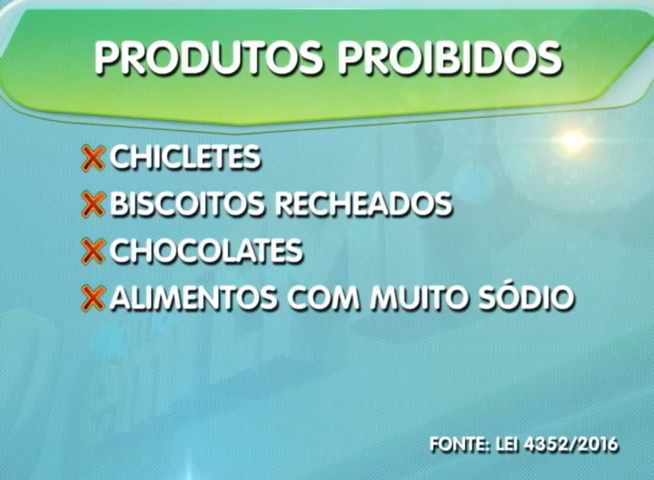 PRODUTOS PROIBIDOS
X CHICLETES
X BISCOITOS RECHEADOS
X CHOCOLATES
X ALIMENTOS COM MUITO SÓDIO
FONTE: LEI 4352/2016